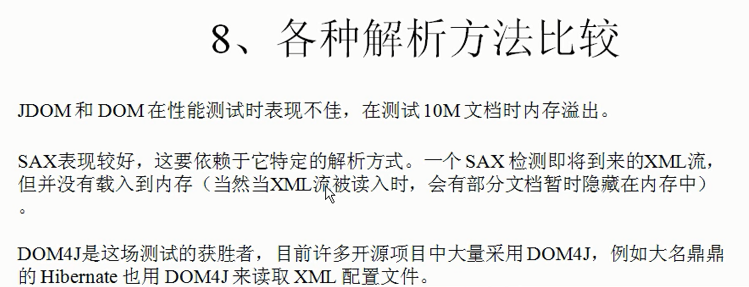 8、各种解析方法比较
JDOM 和 DOM 在性能测试时表现不佳，在测试 10M 文档时内存溢出。
SAX表现较好，这要依赖于它特定的解析方式。一个 SAX 检测即将到来的XML流，
但并没有载入到内存（当然当XML流被读入时，会有部分文档暂时隐藏在内存中）
。
DOM4J是这场测试的获胜者，目前许多开源项目中大量采用 DOM4J，例如大名鼎鼎
的 Hibernate 也用 DOM4J 来读取 XML 配置文件。